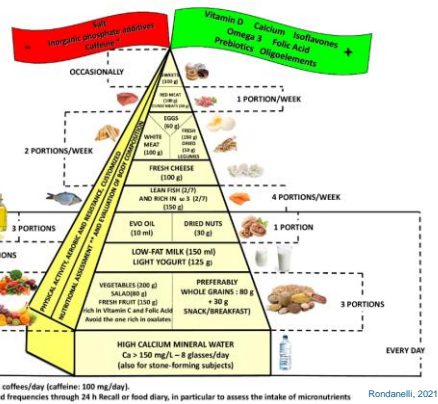 Salt
Inorganic phosphate additives
Caffeine *
-
Vitamin D Calcium Isoflavones
Omega 3 Folic Acid
Prebiotics Oligoelements
+
OCCASIONALLY
SWEETS
(100 g)
RED MEAT
(100 g)
1 PORTION/WEEK
EGGS
(60 g)
2 PORTIONS/WEEK
WHITE
MEAT
(100 g)
FRESH
DRIED
(50 g)
LEGUMES
FRESH CHEESE
(100 g)
LEAN FISH (2/7)
AND RICH IN ω 3 (2/7)
(150 g)
4 PORTIONS/WEEK
3 PORTIONS
EVO OIL
(10 ml)
DRIED NUTS
(30 g)
1 PORTION
LOW-FAT MILK (150 ml)
LIGHT YOGURT (125 g)
VEGETABLES (200 g)
SALAD(80 g)
FRESH FRUIT (150 g)
rich in Vitamin C and Folic Acid
Avoid the one rich in oxalates
PREFERABLY
WHOLE GRAINS : 80 g
+ 30 g
SNACK/BREAKFAST)
3 PORTIONS
HIGH CALCIUM MINERAL WATER
Ca > 150 mg/L – 8 glasses/day
(also for stone-forming subjects)
EVERY DAY
PHYSICAL ACTIVITY, AEROBIC AND RESISTANCE, CUSTOMIZED
NUTRITIONAL ASSESSMENT ** AND EVALUATION OF BODY COMPOSITION
coffees/day (caffeine: 100 mg/day).
d frequencies through 24 h Recall or food diary, in particular to assess the intake of micronutrients
Rondanelli, 2021